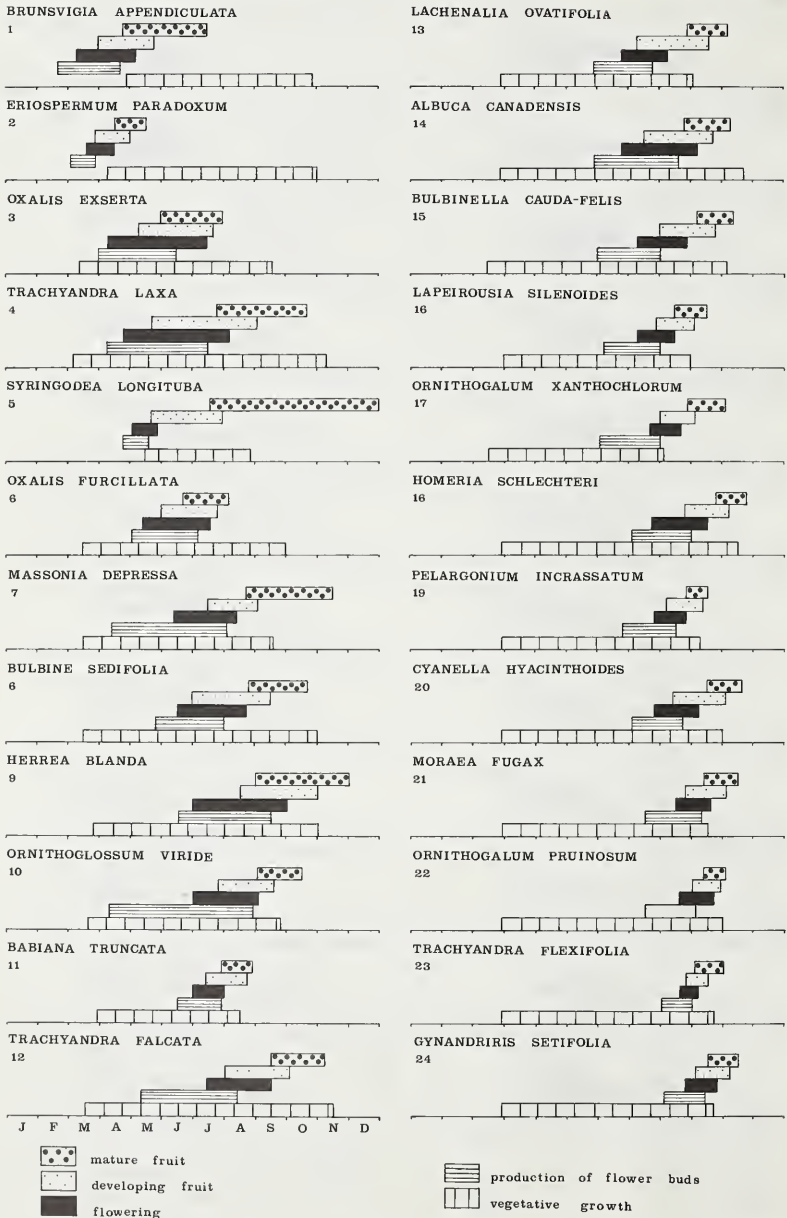 BRUNSVIGIA APPENDICULATA
1
ERIOSPERMUM PARADOXUM
2
OXALIS EXSERTA
3
TRACHYANDRA LAXA
4
SYRINGODEA LONGITUBA
5
OXALIS FURCILLATA
6
MASSONIA DEPRESSA
7
BULBINE SEDIFOLIA
6
HERREA BLANDA
9
ORNITHOGLOSSUM VIRIDE
10
BABIANA TRUNCATA
11
TRACHYANDRA FALCATA
12
J F M A M J J A S O N D
mature fruit
developing fruit
flowering
LACHENALIA OVATIFOLIA
13
ALBUCA CANADENSIS
14
BULBINELLA CAUDA-FELIS
15
LAPEIROUSIA SILENOIDES
16
ORNITHOGALUM XANTHOCHLORUM
17
HOMERIA SCHLECHTERI
16
PELARGONIUM INCRASSATUM
19
CYANELLA HYACINTHOIDES
20
MORAEA FUGAX
21
ORNITHOGALUM PRUINOSUM
22
TRACHYANDRA FLEXIFOLIA
23
GYNANDRIRIS SETIFOLIA
24
production of flower buds
vegetative growth